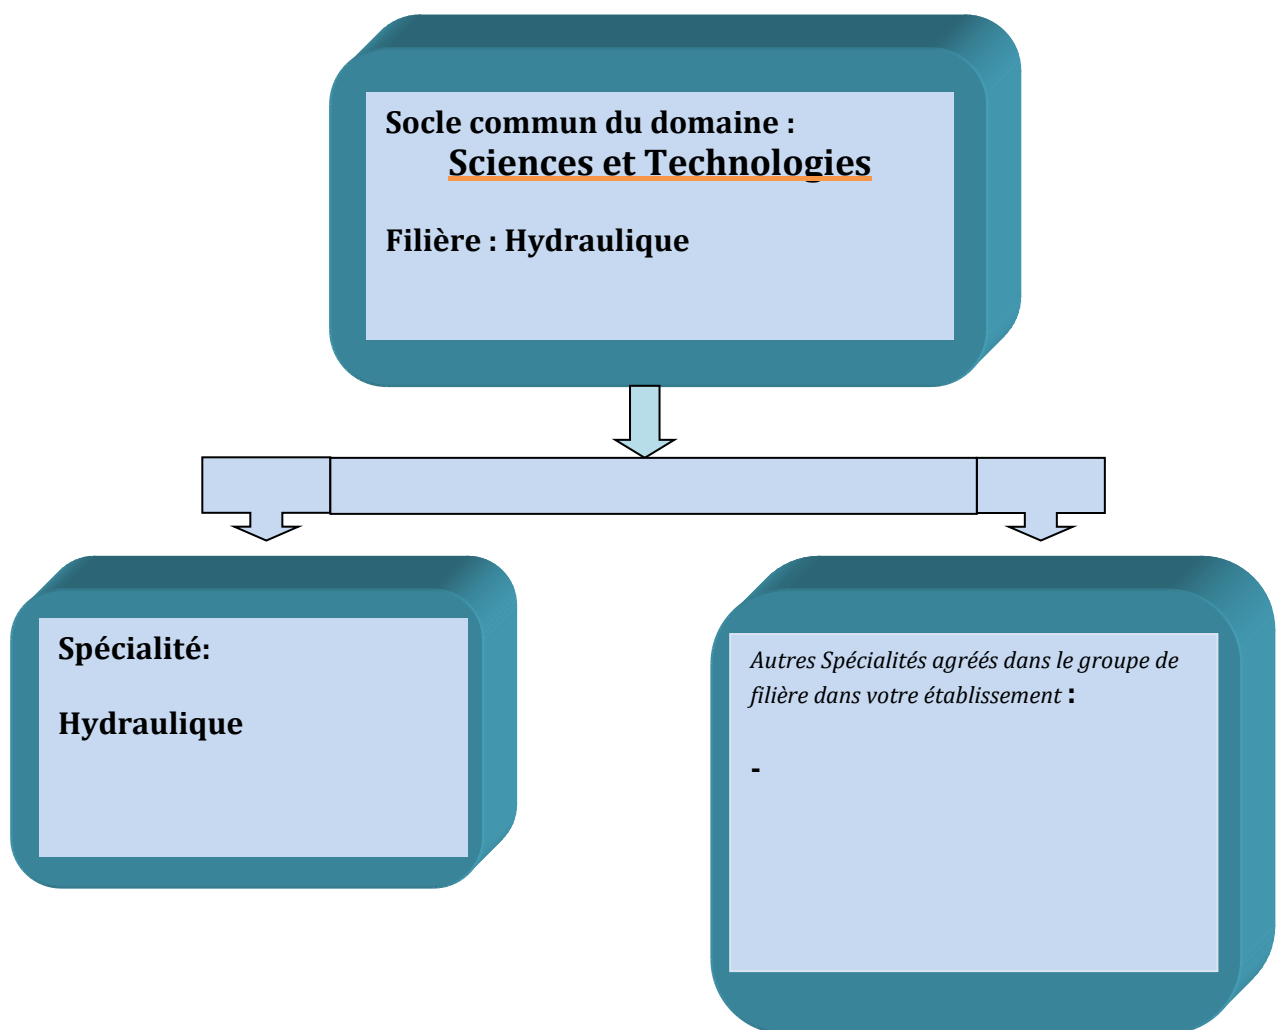 Socle commun du domaine :
Sciences et Technologies
Filière : Hydraulique
Spécialité:
Hydraulique
Autres Spécialités agréés dans le groupe de
filière dans votre établissement :
-